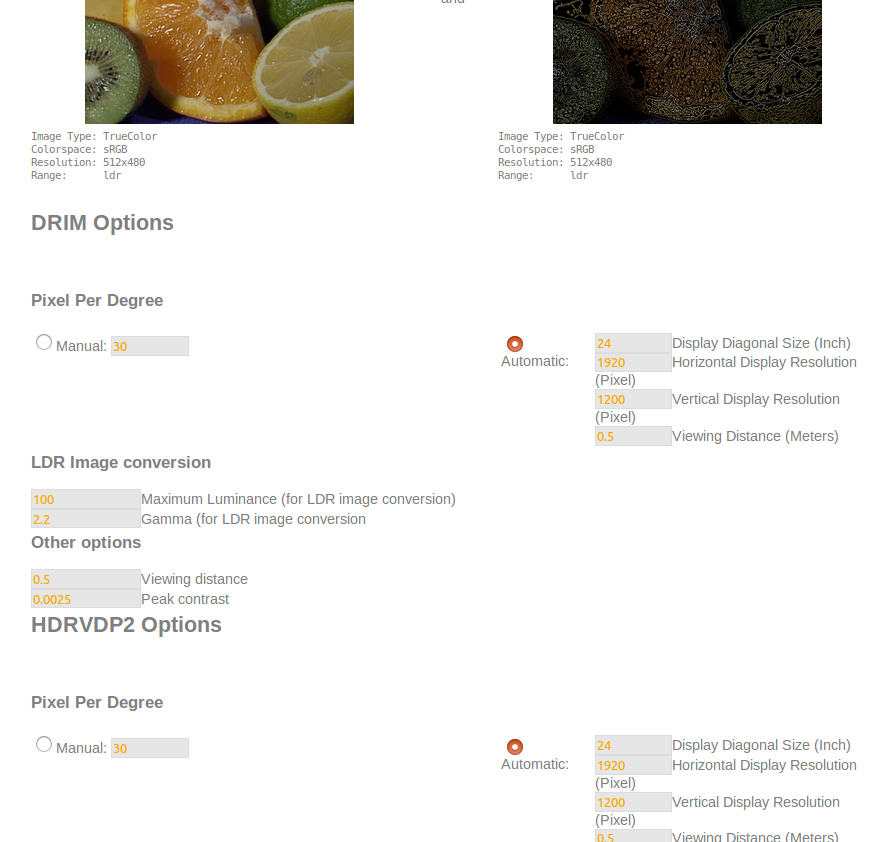 and
Image Type: TrueColor
Colorspace: sRGB
Resolution: 512x480
Range: ldr
Image Type: TrueColor
Colorspace: sRGB
Resolution: 512x480
Range: ldr
DRIM Options
Pixel Per Degree
Manual: 30
Automatic:
24 Display Diagonal Size (Inch)
1920 Horizontal Display Resolution
(Pixel)
1200 Vertical Display Resolution
(Pixel)
0.5 Viewing Distance (Meters)
LDR Image conversion
100 Maximum Luminance (for LDR image conversion)
2.2 Gamma (for LDR image conversion
Other options
0.5 Viewing distance
0.0025 Peak contrast
HDRVDP2 Options
Pixel Per Degree
Manual: 30
Automatic:
24 Display Diagonal Size (Inch)
1920 Horizontal Display Resolution
(Pixel)
1200 Vertical Display Resolution
(Pixel)
0.5 Viewing Distance (Meters)